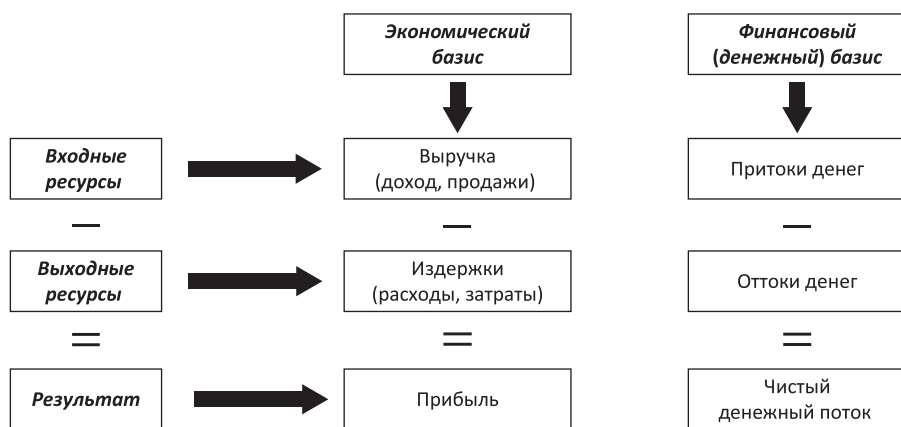 Экономический
базис
Финансовый
(денежный) базис
Входные
ресурсы
Выручка
(доход, продажи)
Притоки денег
—
—
—
Выходные
ресурсы
Издержки
(расходы, затраты)
Оттоки денег
=
=
=
Результат
Прибыль
Чистый
денежный поток